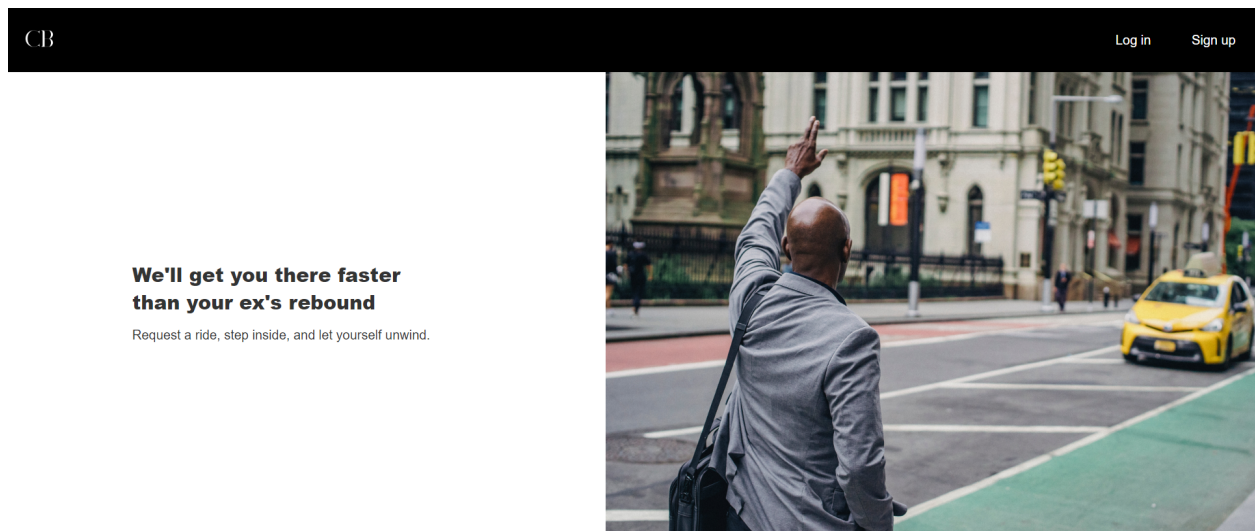 CB
Log in
Sign up
We'll get you there faster
than your ex's rebound
Request a ride, step inside, and let yourself unwind.